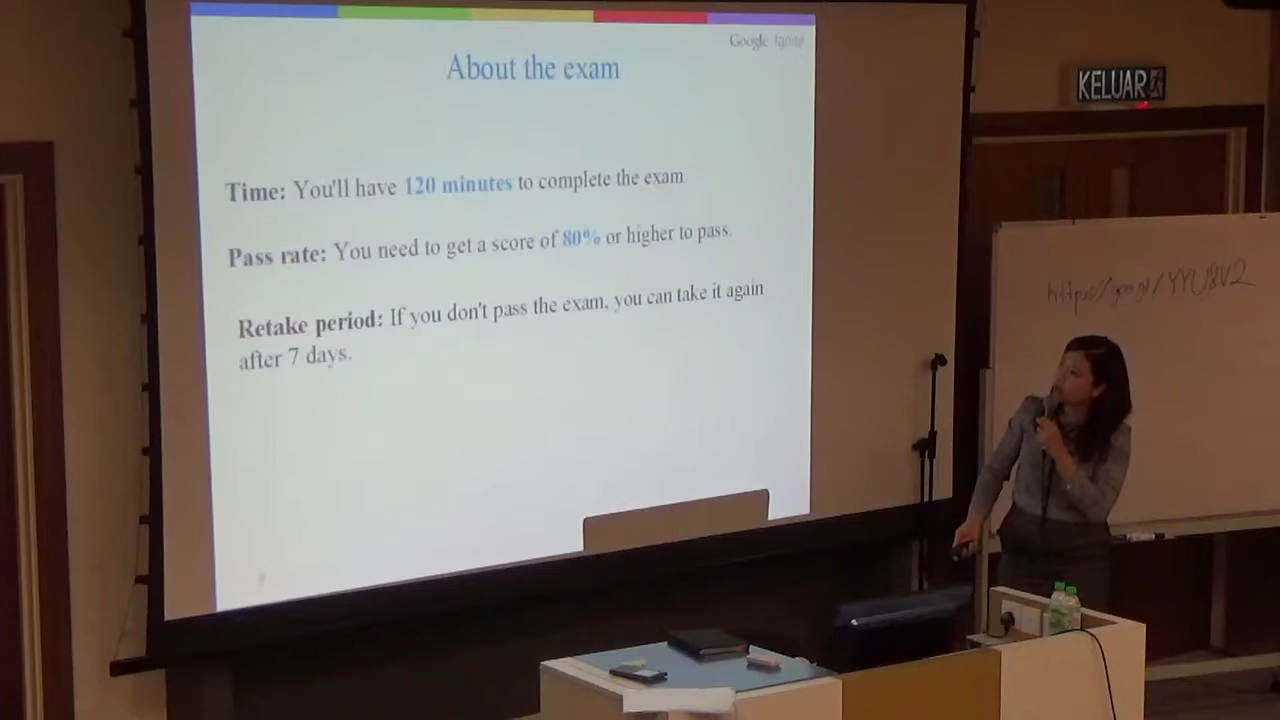 Google Ignite
About the exam
Time: You'll have 120 minutes to complete the exam
Pass rate: You need to get a score of 80% or higher to pass.
Retake period: If you don't pass the exam, you can take it again
after 7 days.
KELUAR